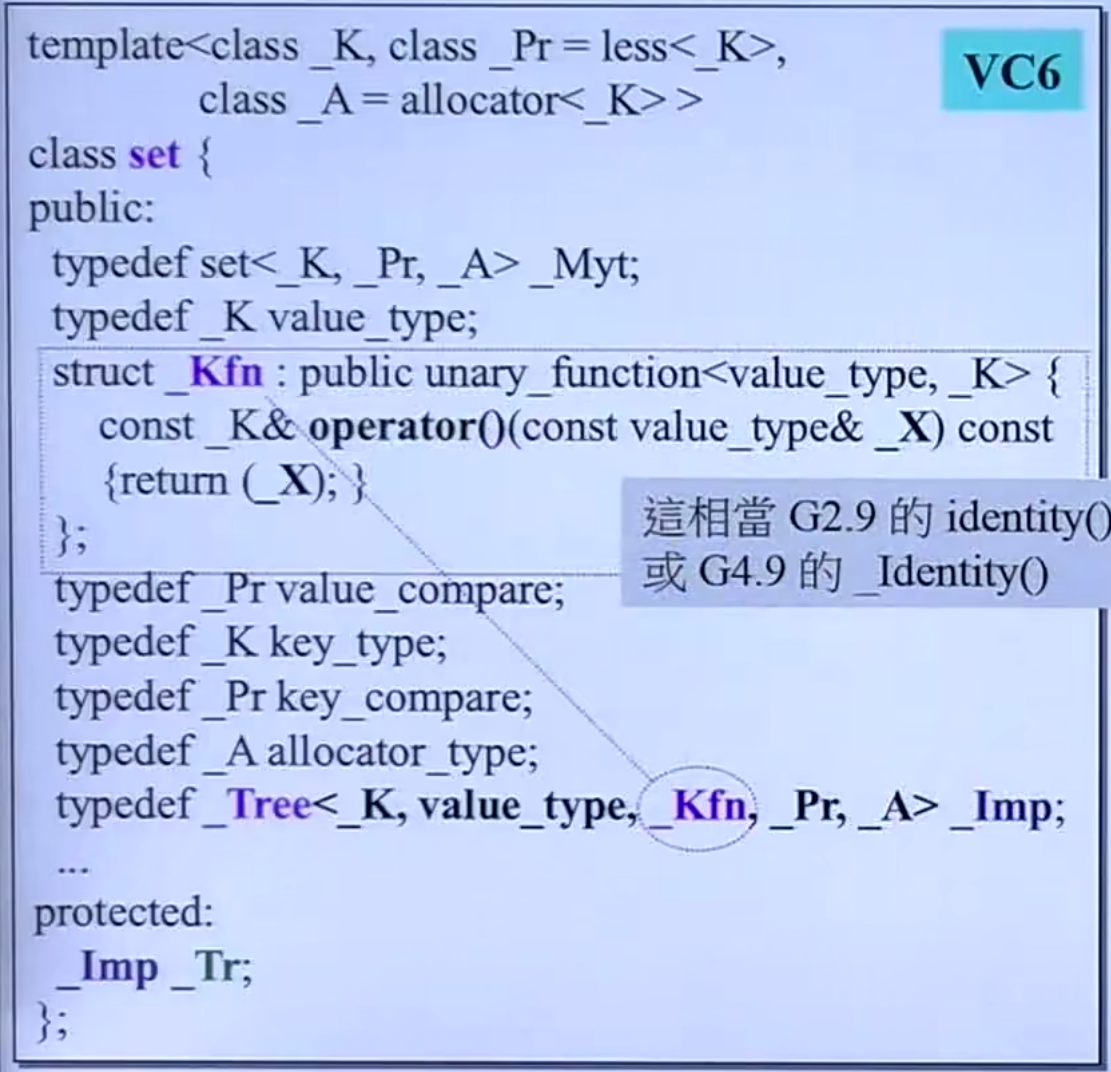 template<class _K, class _Pr = less<_K>,
class _A = allocator<_K> >
VC6
class set {
public:
typedef set<_K, _Pr, _A> _Myt;
typedef _K value_type;
struct _Kfn : public unary_function<value_type, _K> {
const _K& operator()(const value_type& _X) const
{return (_X); }
};
這相當 G2.9 的 identity()
或 G4.9 的 _Identity()
typedef _Pr value_compare;
typedef _K key_type;
typedef _Pr key_compare;
typedef _A allocator_type;
typedef _Tree<_K, value_type, _Kfn, _Pr, _A> _Imp;
...
protected:
_Imp _Tr;
};